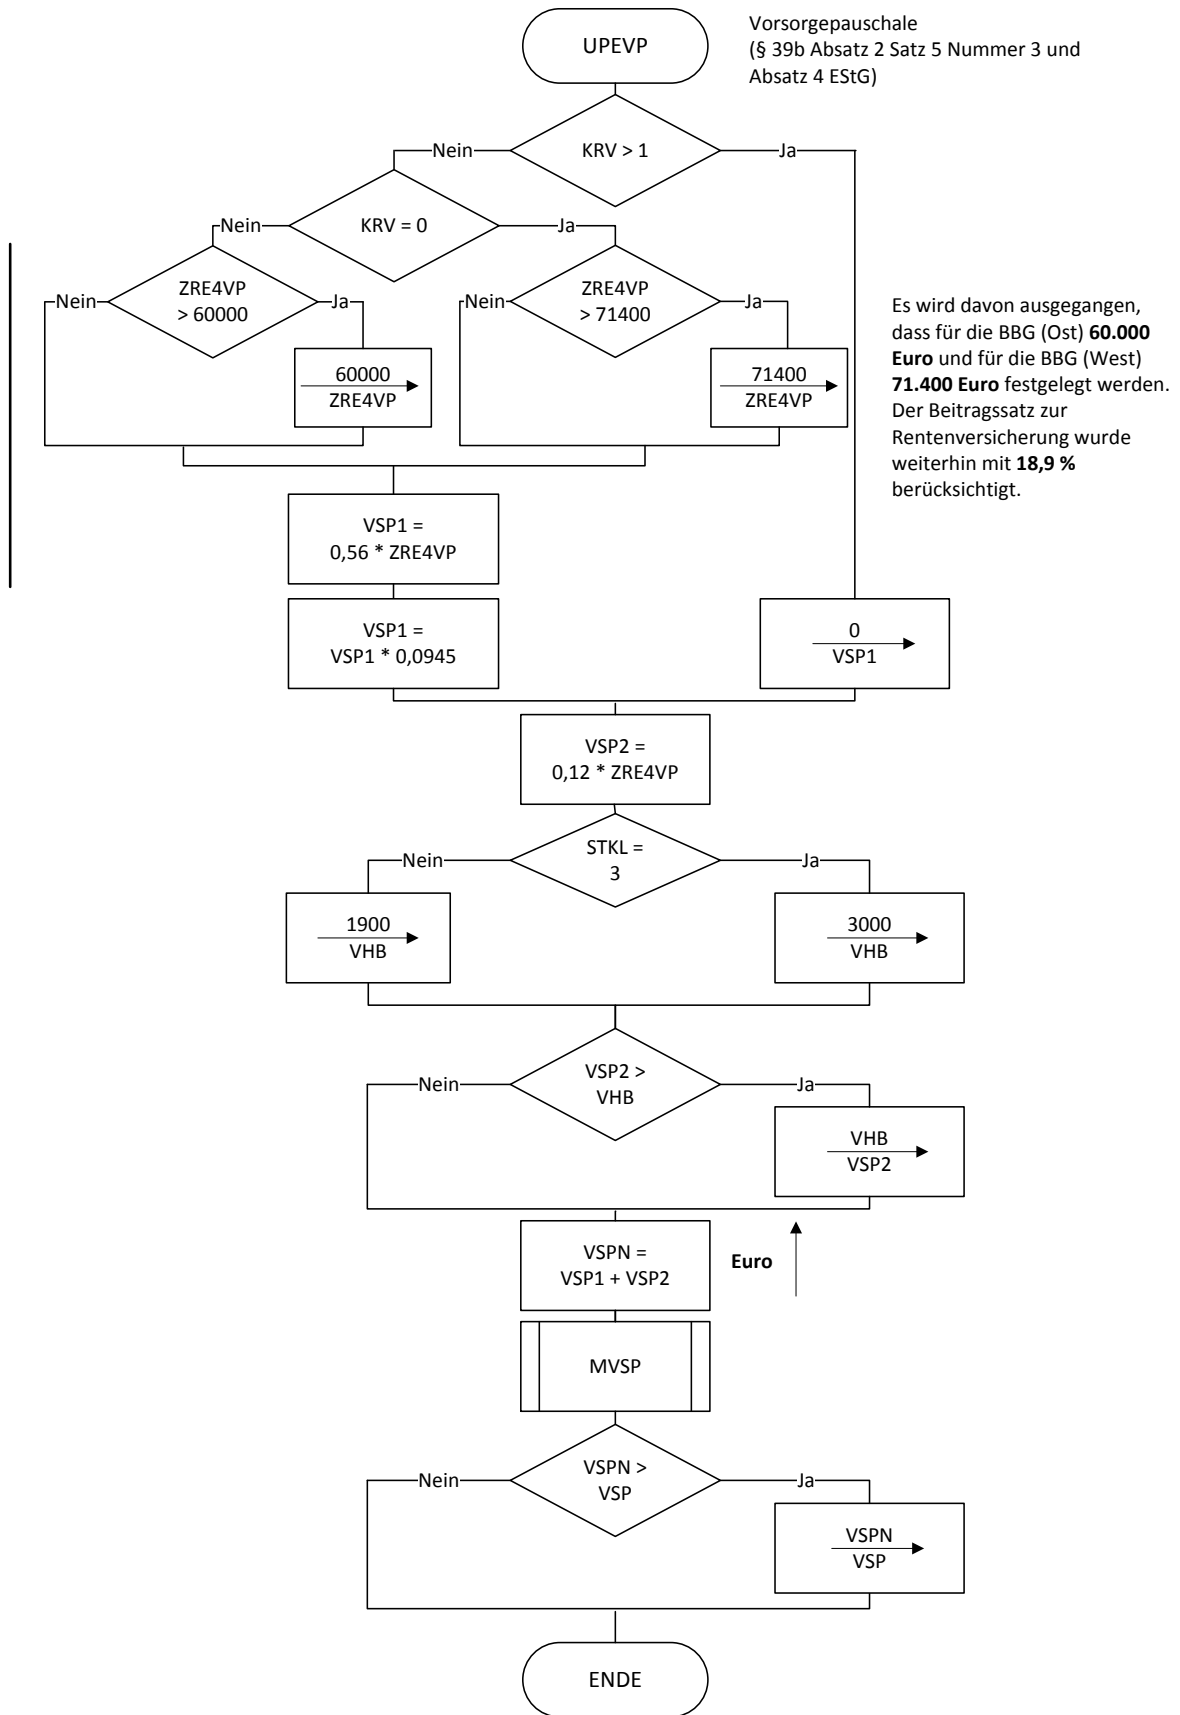 UPEVP
Vorsorgepauschale
(§ 39b Absatz 2 Satz 5 Nummer 3 und
Absatz 4 EStG)
Nein
KRV > 1
Ja
Nein
KRV = 0
Ja
Nein
ZRE4VP
> 60000
Ja
Nein
ZRE4VP
> 71400
Ja
60000
ZRE4VP
71400
ZRE4VP
Es wird davon ausgegangen,
dass für die BBG (Ost) 60.000
Euro und für die BBG (West)
71.400 Euro festgelegt werden.
Der Beitragssatz zur
Rentenversicherung wurde
weiterhin mit 18,9 %
berücksichtigt.
VSP1 =
0,56 * ZRE4VP
VSP1 =
VSP1 * 0,0945
0
VSP1
VSP2 =
0,12 * ZRE4VP
Nein
STKL =
3
Ja
1900
VHB
3000
VHB
Nein
VSP2 >
VHB
Ja
VHB
VSP2
VSPN =
VSP1 + VSP2
Euro
MVSP
Nein
VSPN >
VSP
Ja
VSPN
VSP
ENDE